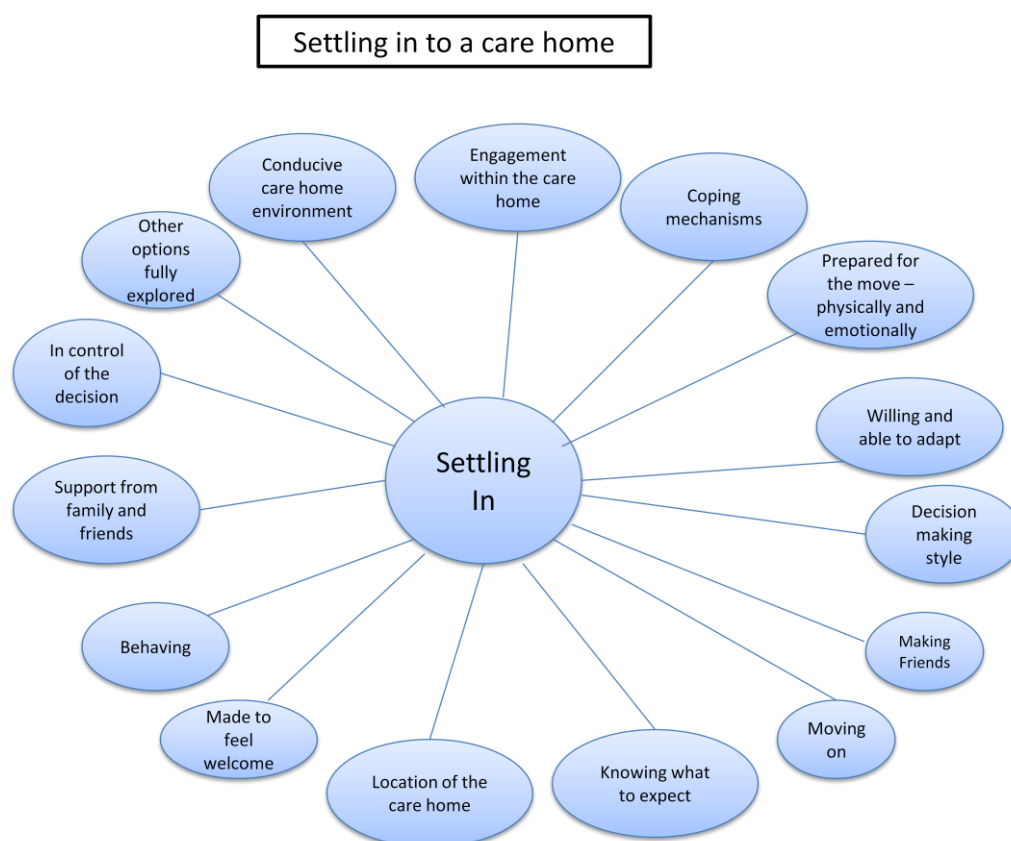 Settling in to a care home
Conducive
care home
environment
Engagement
within the care
home
Coping
mechanisms
Other
options
fully
explored
Prepared for
the move –
physically and
emotionally
In control
of the
decision
Willing and
able to adapt
Settling
In
Support from
family and
friends
Decision
making
style
Behaving
Making
Friends
Made to
feel
welcome
Moving
on
Location of the
care home
Knowing what
to expect